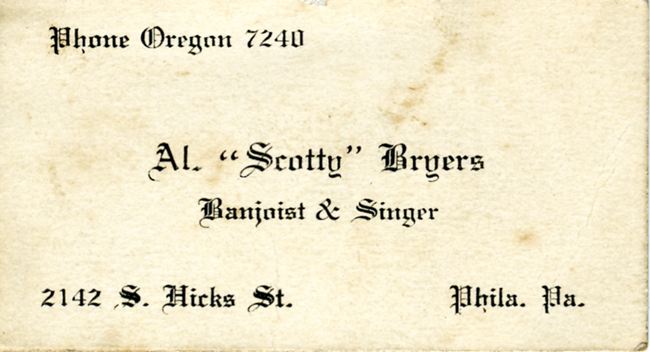 Phone Oregon 7240
Al. “Scotty” Bryers
Banjoist & Singer
2142 S. Hicks St. Phila. Pa.